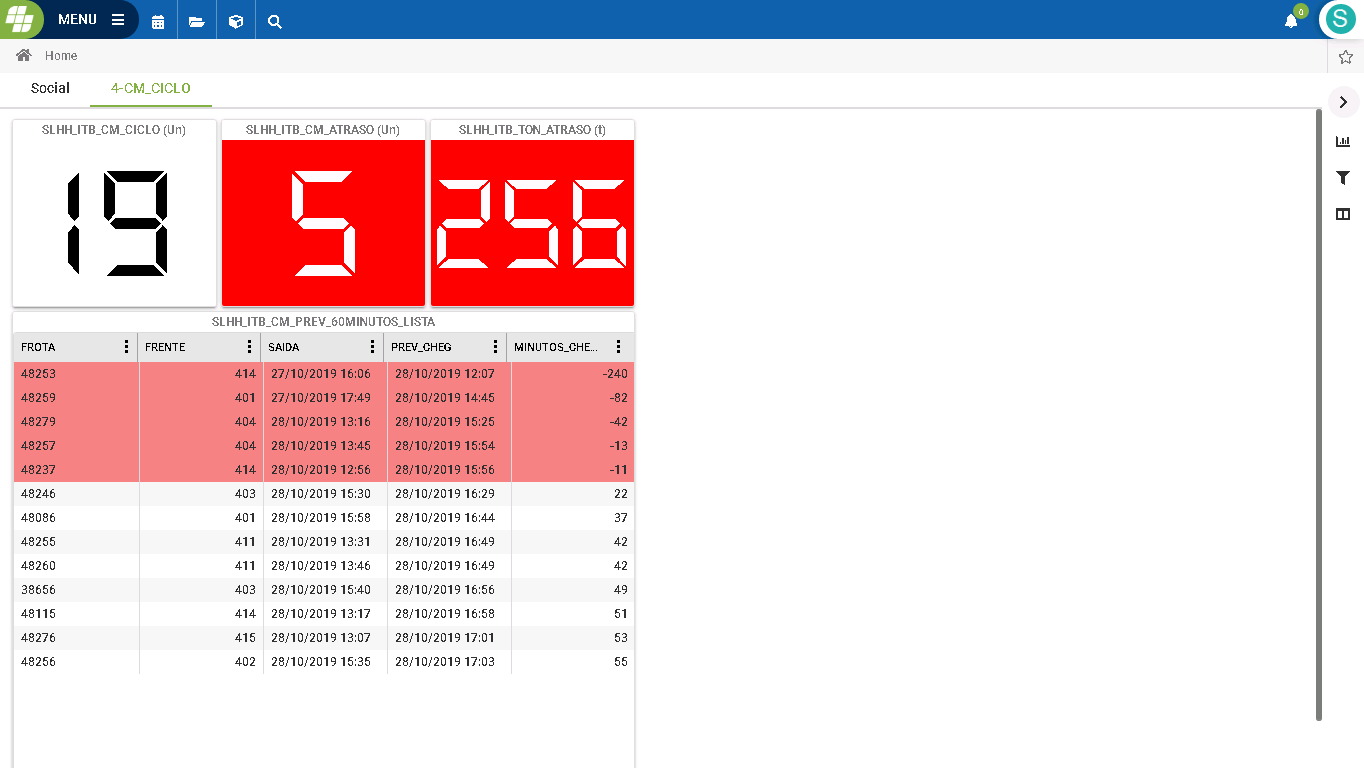 MENU
0
S
Home
Social 4-CM_CICLO
SLHH_ITB_CM_CICLO (Un) SLHH_ITB_CM_ATRASO (Un) SLHH_ITB_TON_ATRASO (t)
19 5 256
SLHH_ITB_CM_PREV_60MINUTOS_LISTA
FROTA FRENTE SAIDA PREV_CHEG MINUTOS_CHE...
48253 414 27/10/2019 16:06 28/10/2019 12:07 -240
48259 401 27/10/2019 17:49 28/10/2019 14:45 -82
48279 404 28/10/2019 13:16 28/10/2019 15:25 -42
48257 404 28/10/2019 13:45 28/10/2019 15:54 -13
48237 414 28/10/2019 12:56 28/10/2019 15:56 -11
48246 403 28/10/2019 15:30 28/10/2019 16:29 22
48086 401 28/10/2019 15:58 28/10/2019 16:44 37
48255 411 28/10/2019 13:31 28/10/2019 16:49 42
48260 411 28/10/2019 13:46 28/10/2019 16:49 42
38656 403 28/10/2019 15:40 28/10/2019 16:56 49
48115 414 28/10/2019 13:17 28/10/2019 16:58 51
48276 415 28/10/2019 13:07 28/10/2019 17:01 53
48256 402 28/10/2019 15:35 28/10/2019 17:03 55